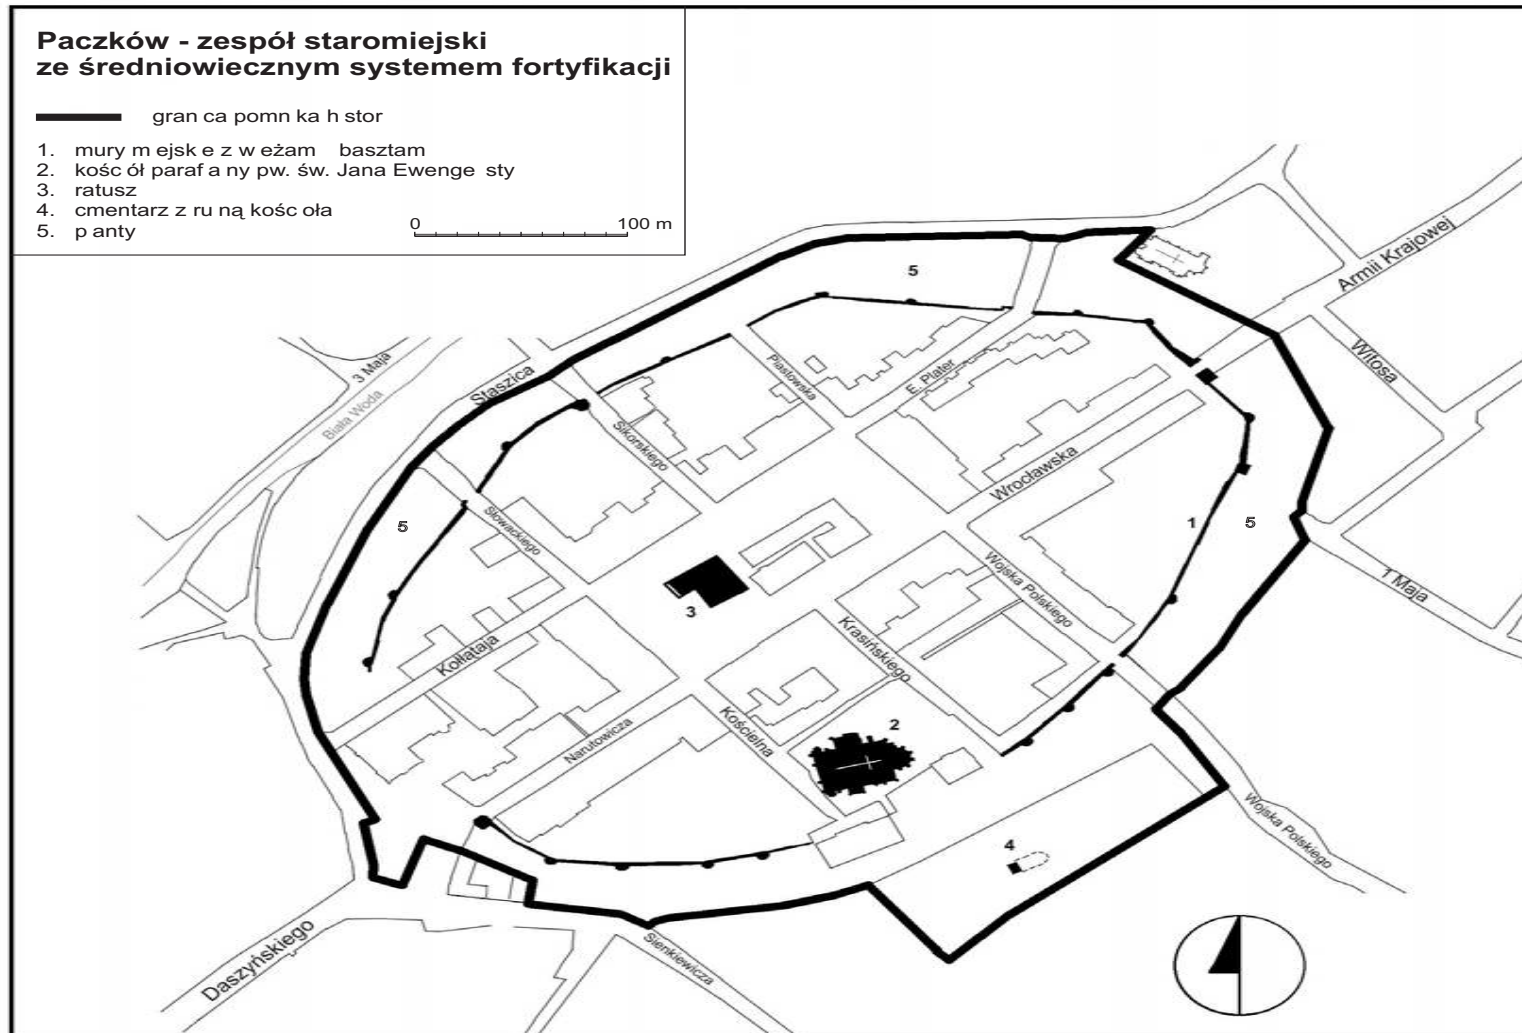 Paczków - zespół staromiejski
ze średniowiecznym systemem fortyfikacji
gran ca pomn ka h stor
1. mury m ejsk e z w eżam basztam
2. kośc ół paraf a ny pw. św. Jana Ewenge sty
3. ratusz
4. cmentarz z ru ną kośc oła
5. p anty
0 100 m
Armii Krajowej
5
Witosa
3 Maja
Staszica
Piastowska
E. Plater
Biała Woda
Sikorskiego
Wrocławska
5
Słowackiego
1
5
Wojska Polskiego
1 Maja
3
Krasińskiego
Kołłataja
Kościelna
2
Narutowicza
Wojska Polskiego
4
Daszyńskiego
Sienkiewicza